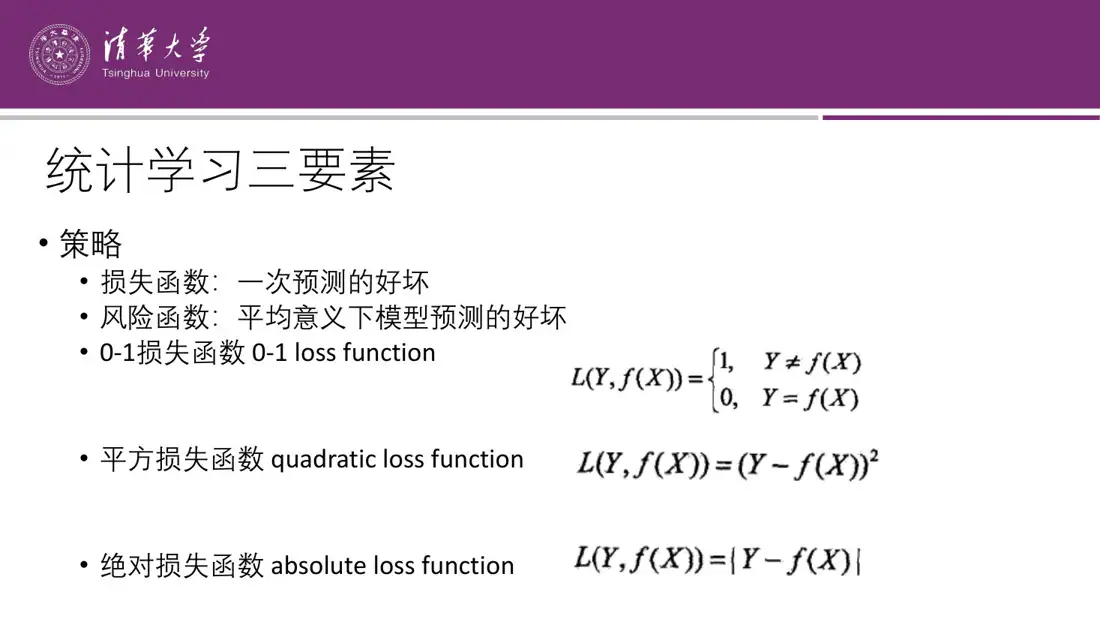 清华大学
Tsinghua University
统计学习三要素
• 策略
• 损失函数：一次预测的好坏
• 风险函数：平均意义下模型预测的好坏
• 0-1损失函数 0-1 loss function
L(Y, f(X)) = { 1, Y ≠ f(X)
0, Y = f(X)
• 平方损失函数 quadratic loss function L(Y, f(X)) = (Y − f(X))²
• 绝对损失函数 absolute loss function L(Y, f(X)) = | Y − f(X) |